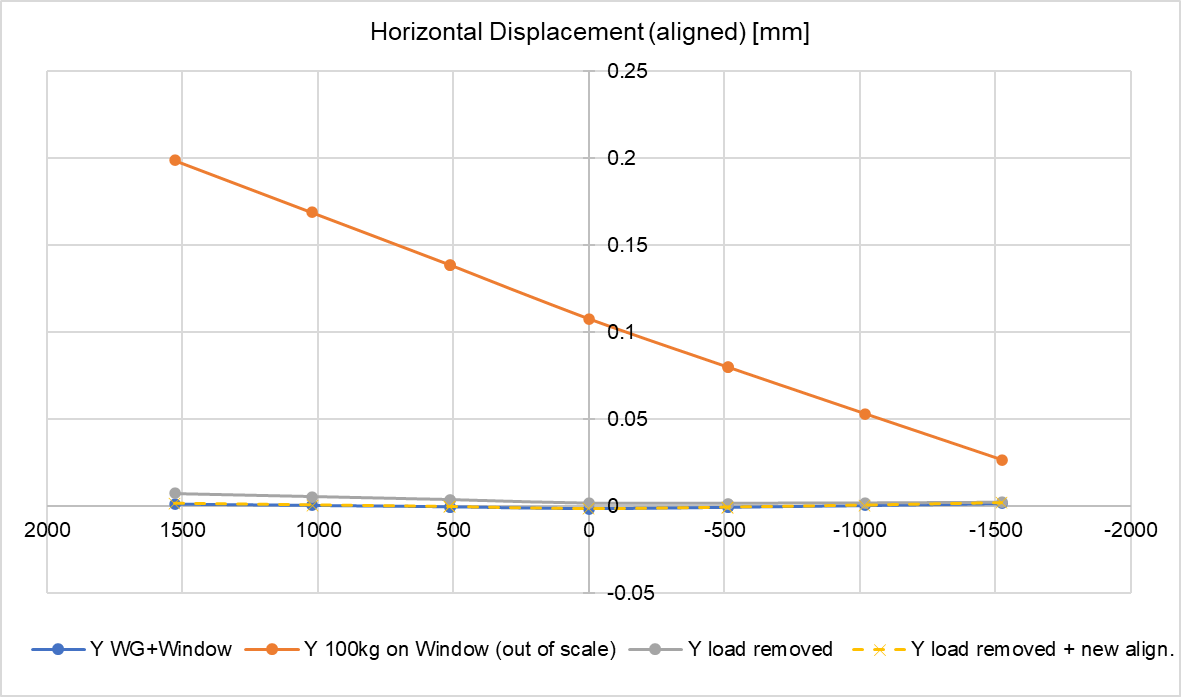 Horizontal Displacement (aligned) [mm]
0.25
0.2
0.15
0.1
0.05
0
2000 1500 1000 500 0 -500 -1000 -1500 -2000
-0.05
Y WG+Window Y 100kg on Window (out of scale) Y load removed Y load removed + new align.